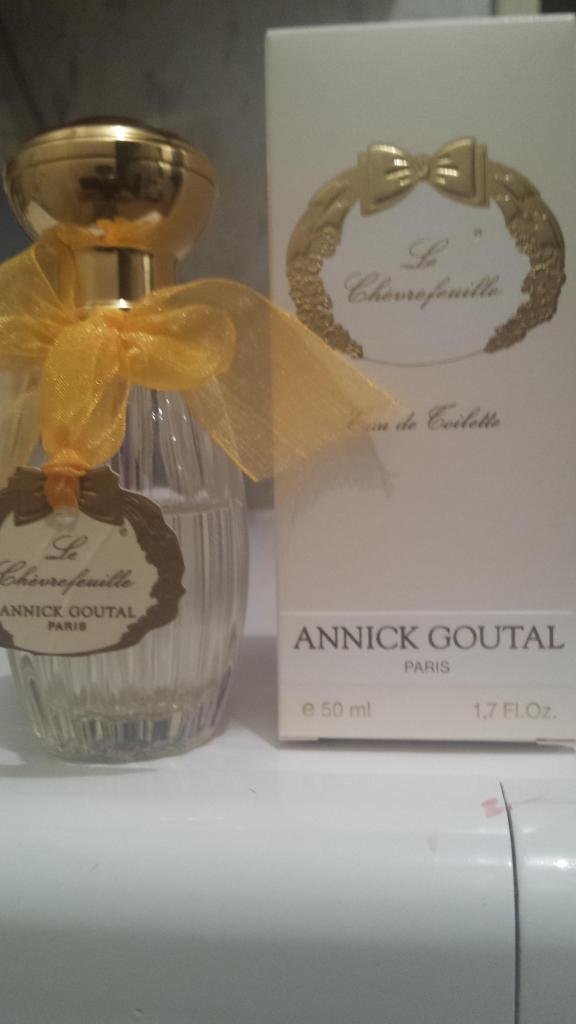 Le
Chèvrefeuille
ANNICK GOUTAL
PARIS
Le
Chèvrefeuille
Eau de Toilette
ANNICK GOUTAL
PARIS
e 50 ml 1,7 Fl.Oz.